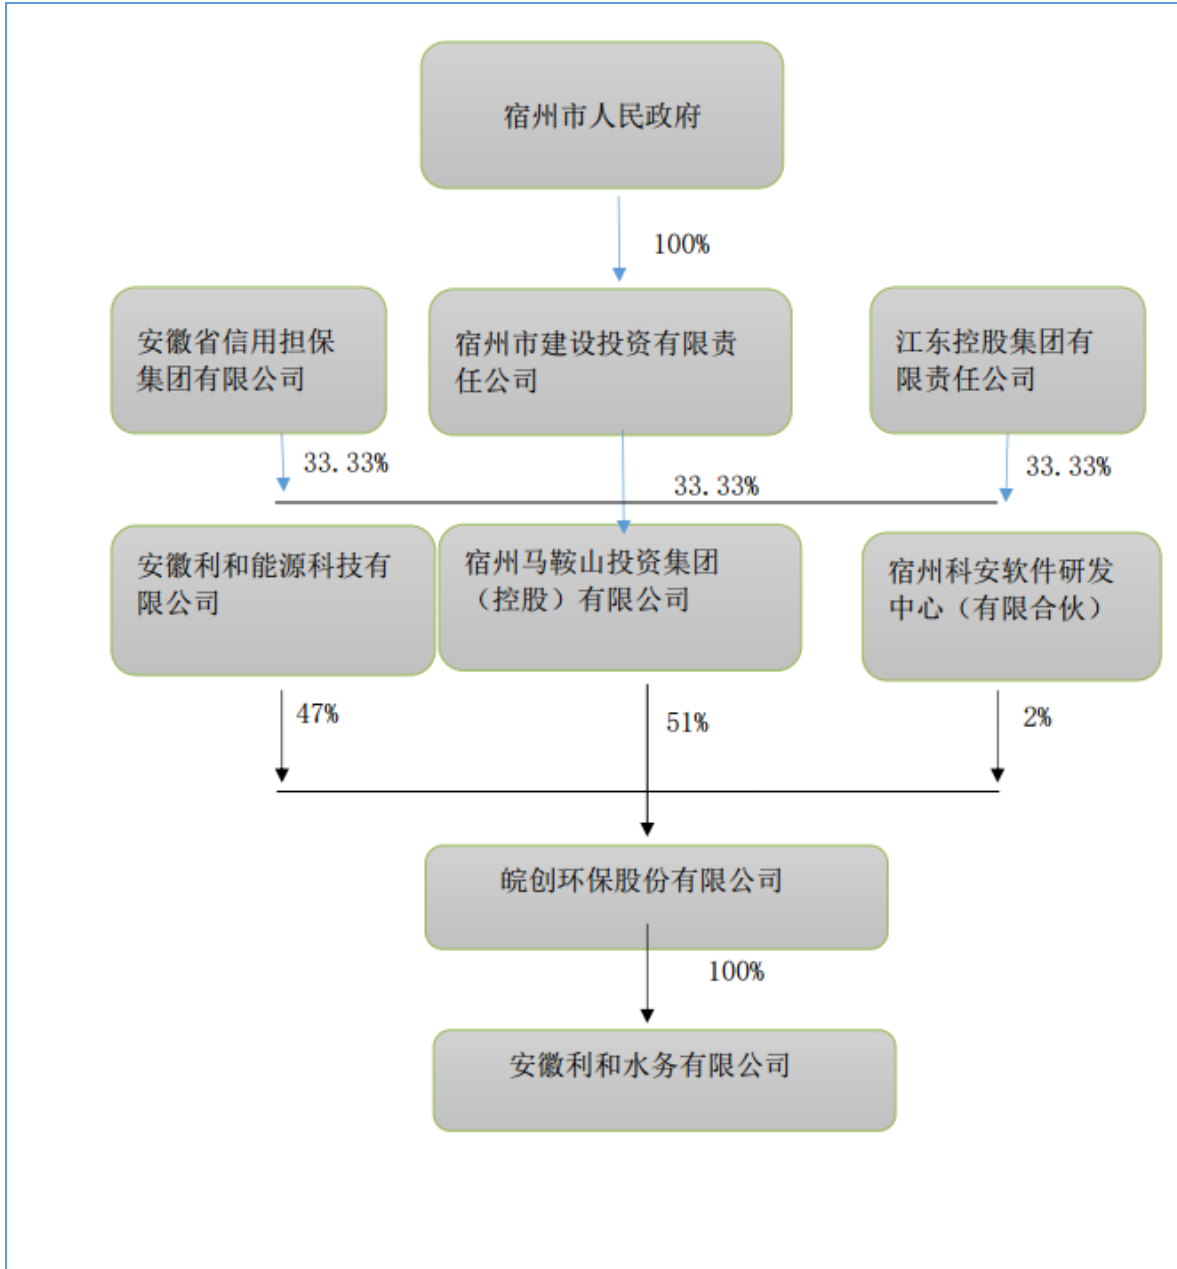 宿州市人民政府
100%
安徽省信用担保
集团有限公司
宿州市建设投资有限责
任公司
江东控股集团有
限责任公司
33.33%
33.33%
33.33%
安徽利和能源科技有
限公司
宿州马鞍山投资集团
（控股）有限公司
宿州科安软件研发
中心（有限合伙）
47%
51%
2%
皖创环保股份有限公司
100%
安徽利和水务有限公司